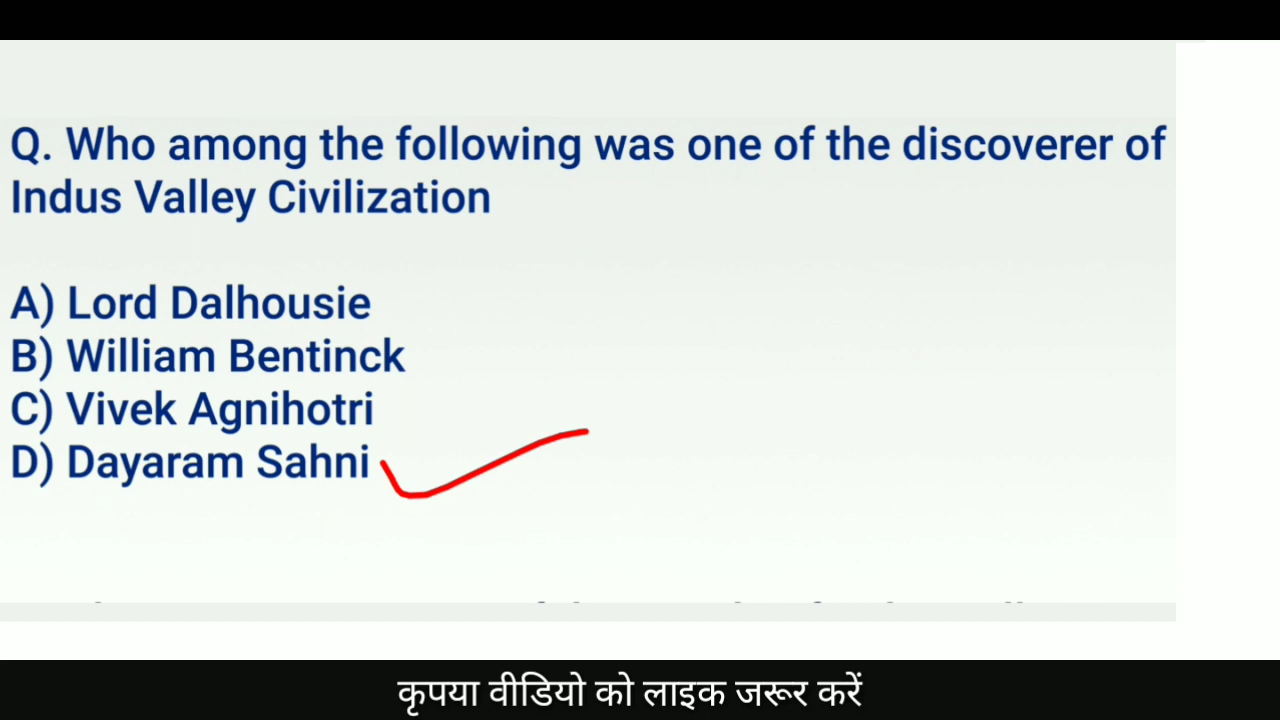 Q. Who among the following was one of the discoverer of
Indus Valley Civilization
A) Lord Dalhousie
B) William Bentinck
C) Vivek Agnihotri
D) Dayaram Sahni
कृपया वीडियो को लाइक जरूर करें